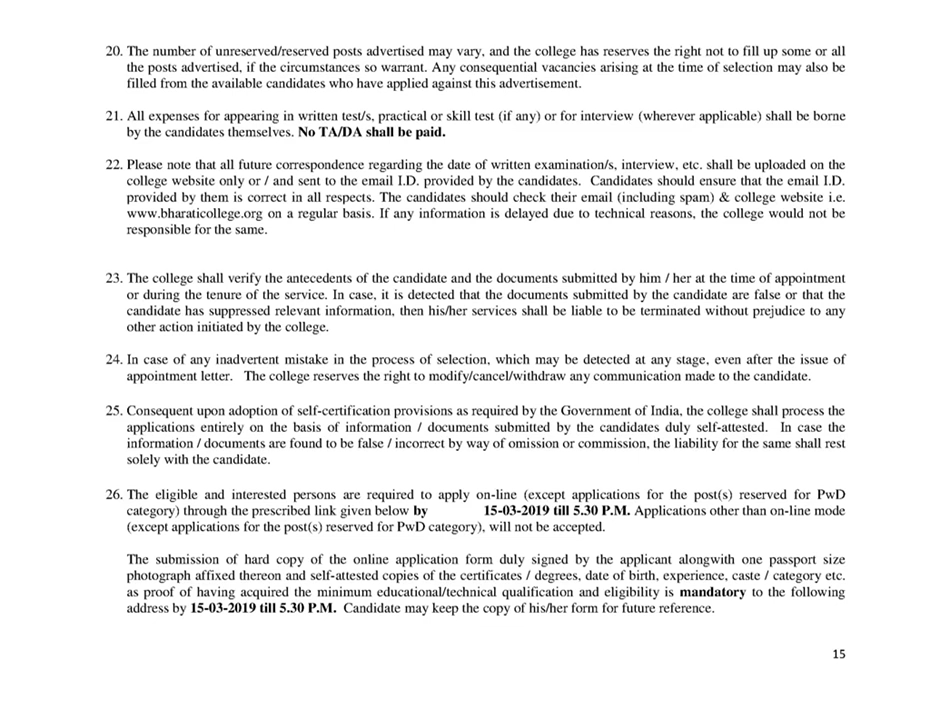 20. The number of unreserved/reserved posts advertised may vary, and the college has reserves the right not to fill up some or all
the posts advertised, if the circumstances so warrant. Any consequential vacancies arising at the time of selection may also be
filled from the available candidates who have applied against this advertisement.
21. All expenses for appearing in written test/s, practical or skill test (if any) or for interview (wherever applicable) shall be borne
by the candidates themselves. No TA/DA shall be paid.
22. Please note that all future correspondence regarding the date of written examination/s, interview, etc. shall be uploaded on the
college website only or / and sent to the email I.D. provided by the candidates. Candidates should ensure that the email I.D.
provided by them is correct in all respects. The candidates should check their email (including spam) & college website i.e.
www.bharaticollege.org on a regular basis. If any information is delayed due to technical reasons, the college would not be
responsible for the same.
23. The college shall verify the antecedents of the candidate and the documents submitted by him / her at the time of appointment
or during the tenure of the service. In case, it is detected that the documents submitted by the candidate are false or that the
candidate has suppressed relevant information, then his/her services shall be liable to be terminated without prejudice to any
other action initiated by the college.
24. In case of any inadvertent mistake in the process of selection, which may be detected at any stage, even after the issue of
appointment letter. The college reserves the right to modify/cancel/withdraw any communication made to the candidate.
25. Consequent upon adoption of self-certification provisions as required by the Government of India, the college shall process the
applications entirely on the basis of information / documents submitted by the candidates duly self-attested. In case the
information / documents are found to be false / incorrect by way of omission or commission, the liability for the same shall rest
solely with the candidate.
26. The eligible and interested persons are required to apply on-line (except applications for the post(s) reserved for PwD
category) through the prescribed link given below by 15-03-2019 till 5.30 P.M. Applications other than on-line mode
(except applications for the post(s) reserved for PwD category), will not be accepted.
The submission of hard copy of the online application form duly signed by the applicant alongwith one passport size
photograph affixed thereon and self-attested copies of the certificates / degrees, date of birth, experience, caste / category etc.
as proof of having acquired the minimum educational/technical qualification and eligibility is mandatory to the following
address by 15-03-2019 till 5.30 P.M. Candidate may keep the copy of his/her form for future reference.
15